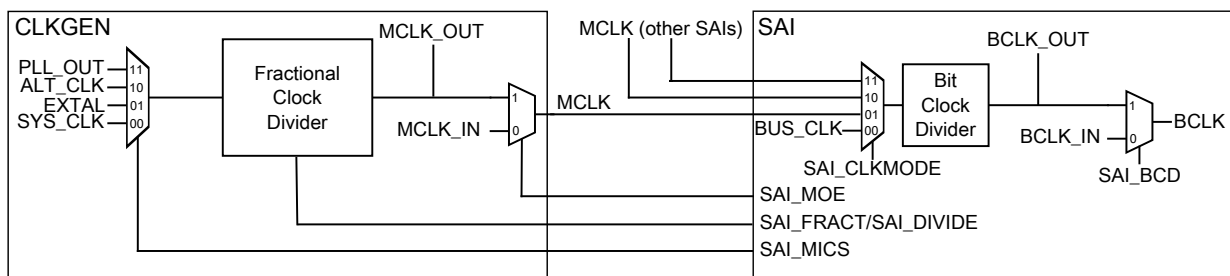 CLKGEN
PLL_OUT 11
ALT_CLK 10
EXTAL 01
SYS_CLK 00
Fractional
Clock
Divider
MCLK_OUT
MCLK_IN
1
0
MCLK
MCLK (other SAIs)
SAI
11
10
01
BUS_CLK 00
SAI_CLKMODE
Bit
Clock
Divider
BCLK_OUT
BCLK_IN
1
0
BCLK
SAI_BCD
SAI_MOE
SAI_FRACT/SAI_DIVIDE
SAI_MICS